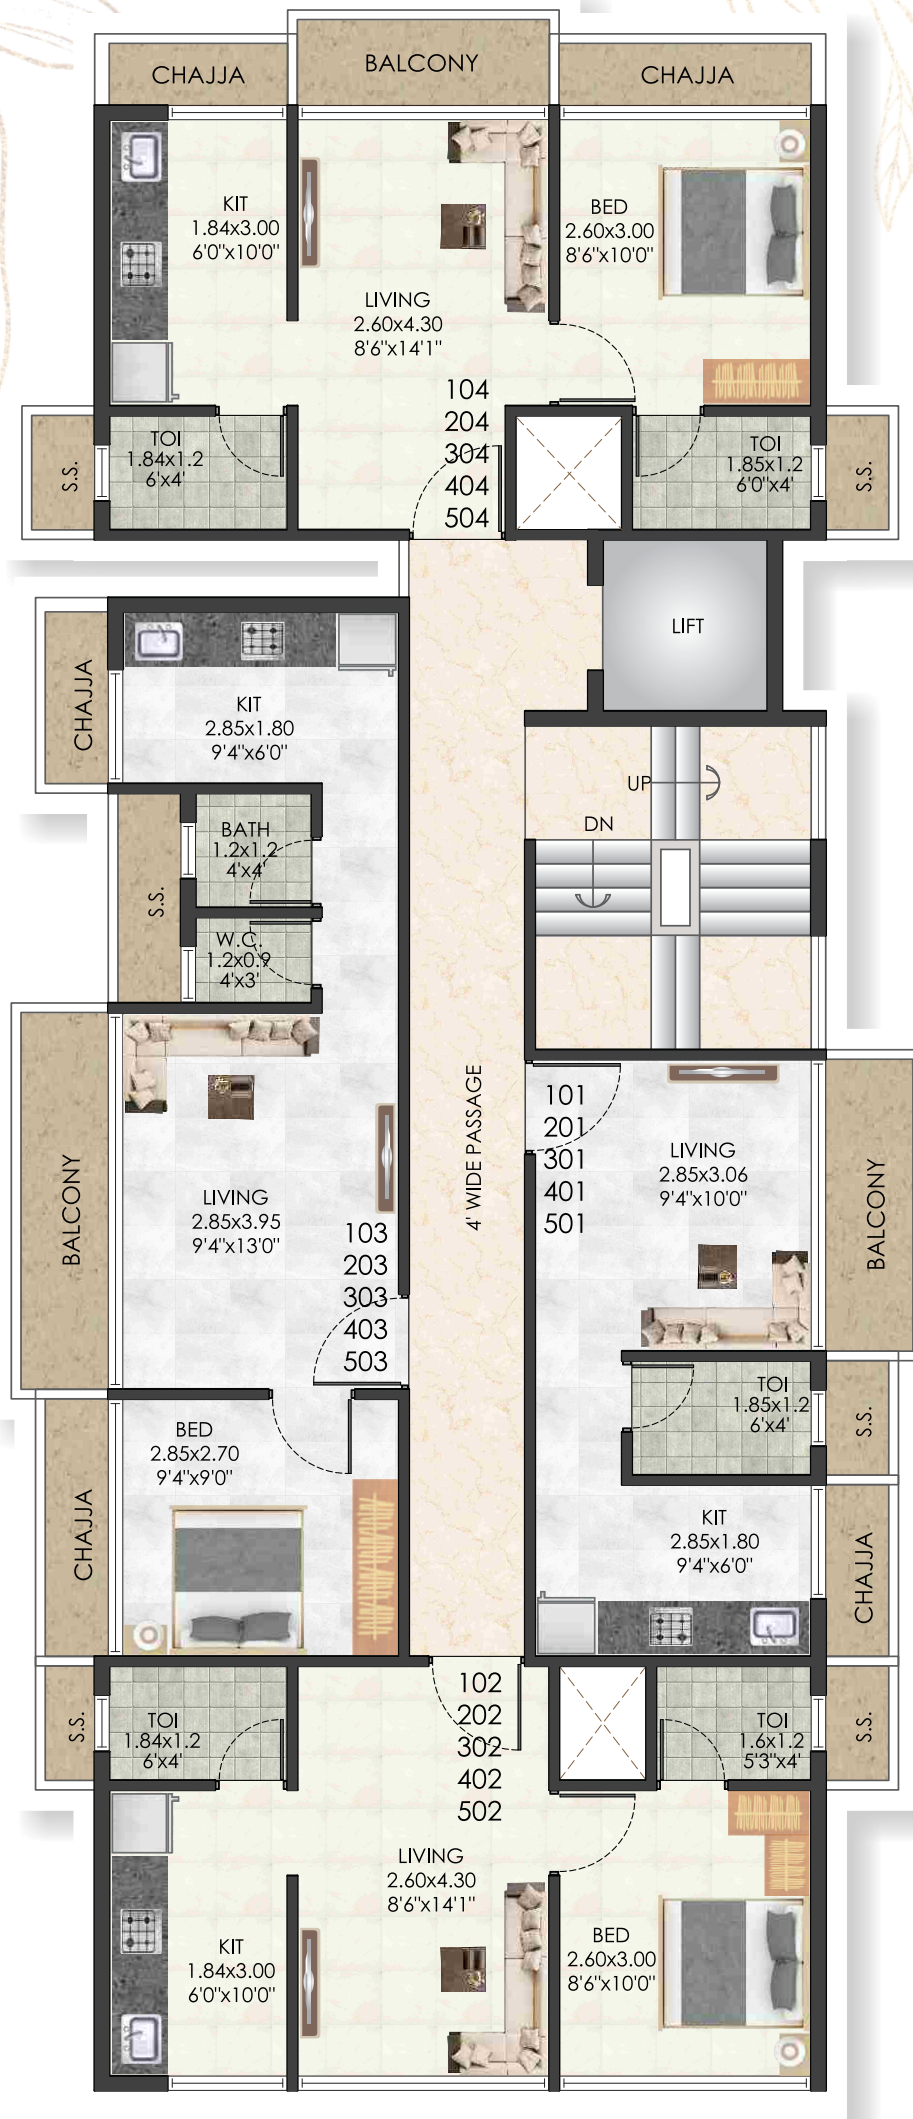 CHAJJA
BALCONY
CHAJJA
KIT
1.84x3.00
6'0"x10'0"
BED
2.60x3.00
8'6"x10'0"
LIVING
2.60x4.30
8'6"x14'1"
104
204
304
404
504
S.S.
TOI
1.84x1.2
6'x4'
TOI
1.85x1.2
6'0"x4'
S.S.
LIFT
CHAJJA
KIT
2.85x1.80
9'4"x6'0"
UP
DN
S.S.
BATH
1.2x1.2
4'x4'
W.C.
1.2x0.9
4'x3'
4' WIDE PASSAGE
101
201
301
401
501
LIVING
2.85x3.06
9'4"x10'0"
BALCONY
BALCONY
LIVING
2.85x3.95
9'4"x13'0"
103
203
303
403
503
TOI
1.85x1.2
6'x4'
S.S.
CHAJJA
BED
2.85x2.70
9'4"x9'0"
KIT
2.85x1.80
9'4"x6'0"
CHAJJA
S.S.
TOI
1.84x1.2
6'x4'
102
202
302
402
502
TOI
1.6x1.2
5'3"x4'
S.S.
LIVING
2.60x4.30
8'6"x14'1"
KIT
1.84x3.00
6'0"x10'0"
BED
2.60x3.00
8'6"x10'0"